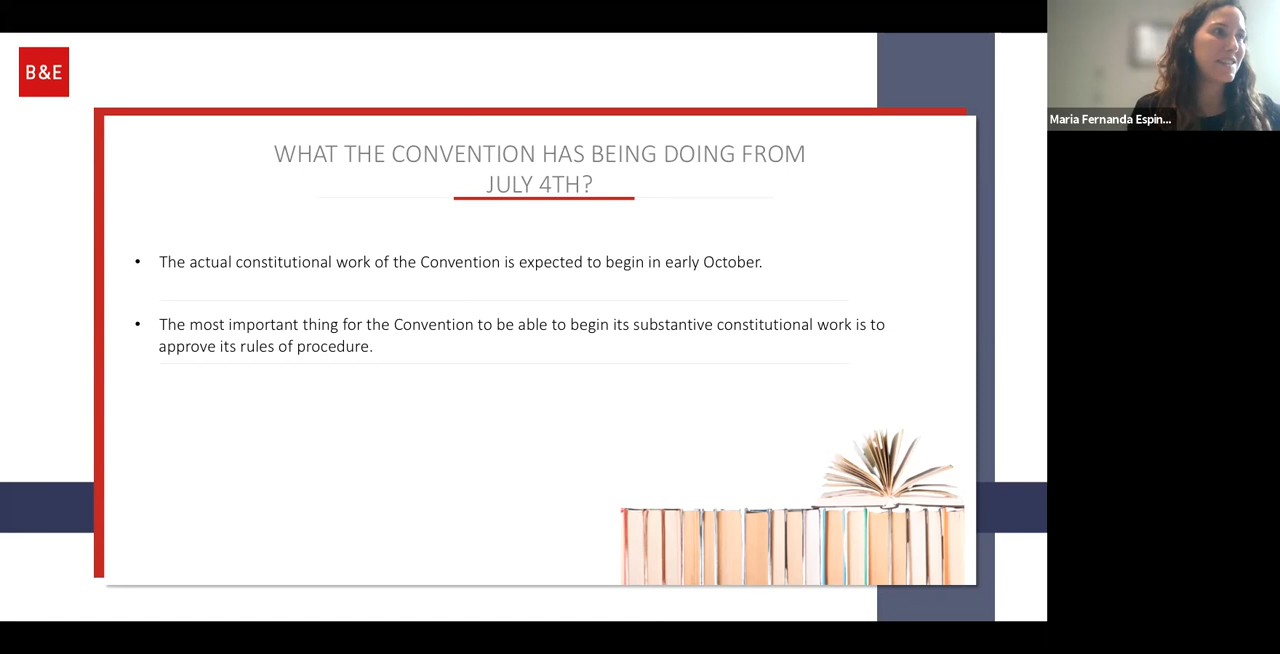 B&E
Maria Fernanda Espin...
WHAT THE CONVENTION HAS BEING DOING FROM
JULY 4TH?
• The actual constitutional work of the Convention is expected to begin in early October.
• The most important thing for the Convention to be able to begin its substantive constitutional work is to
approve its rules of procedure.